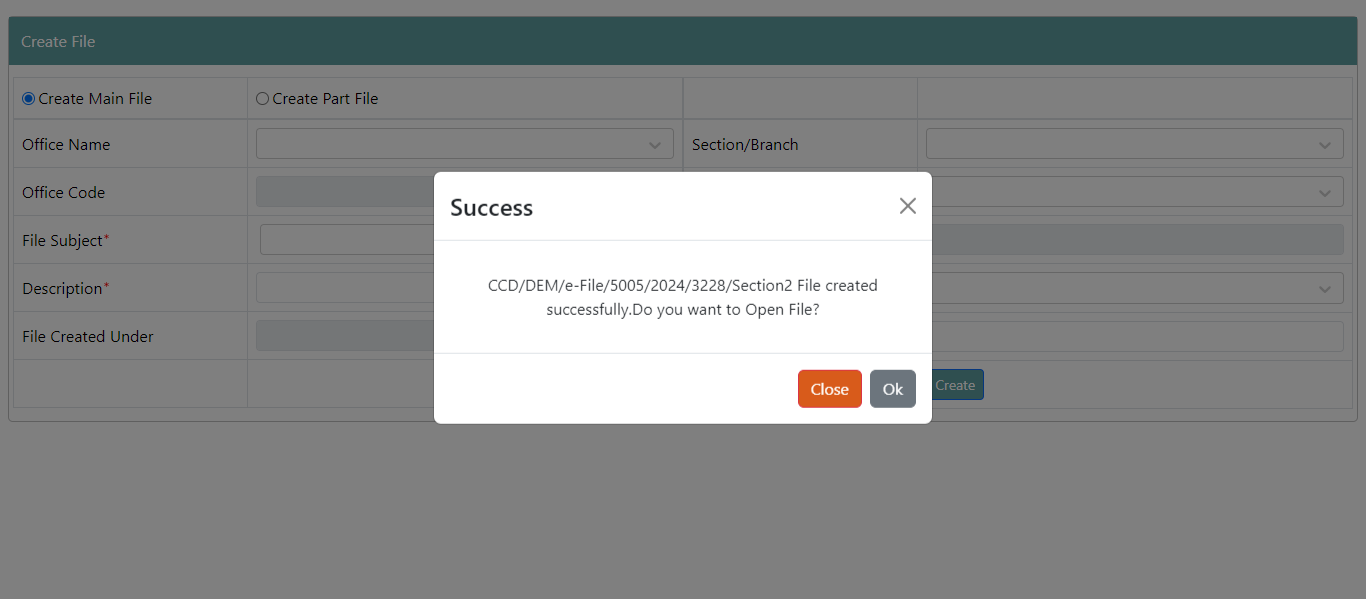 Create File
Create Main File
Create Part File
Office Name
Section/Branch
Office Code
File Subject*
Description*
File Created Under
Create
Success
CCD/DEM/e-File/5005/2024/3228/Section2 File created
successfully.Do you want to Open File?
Close
Ok